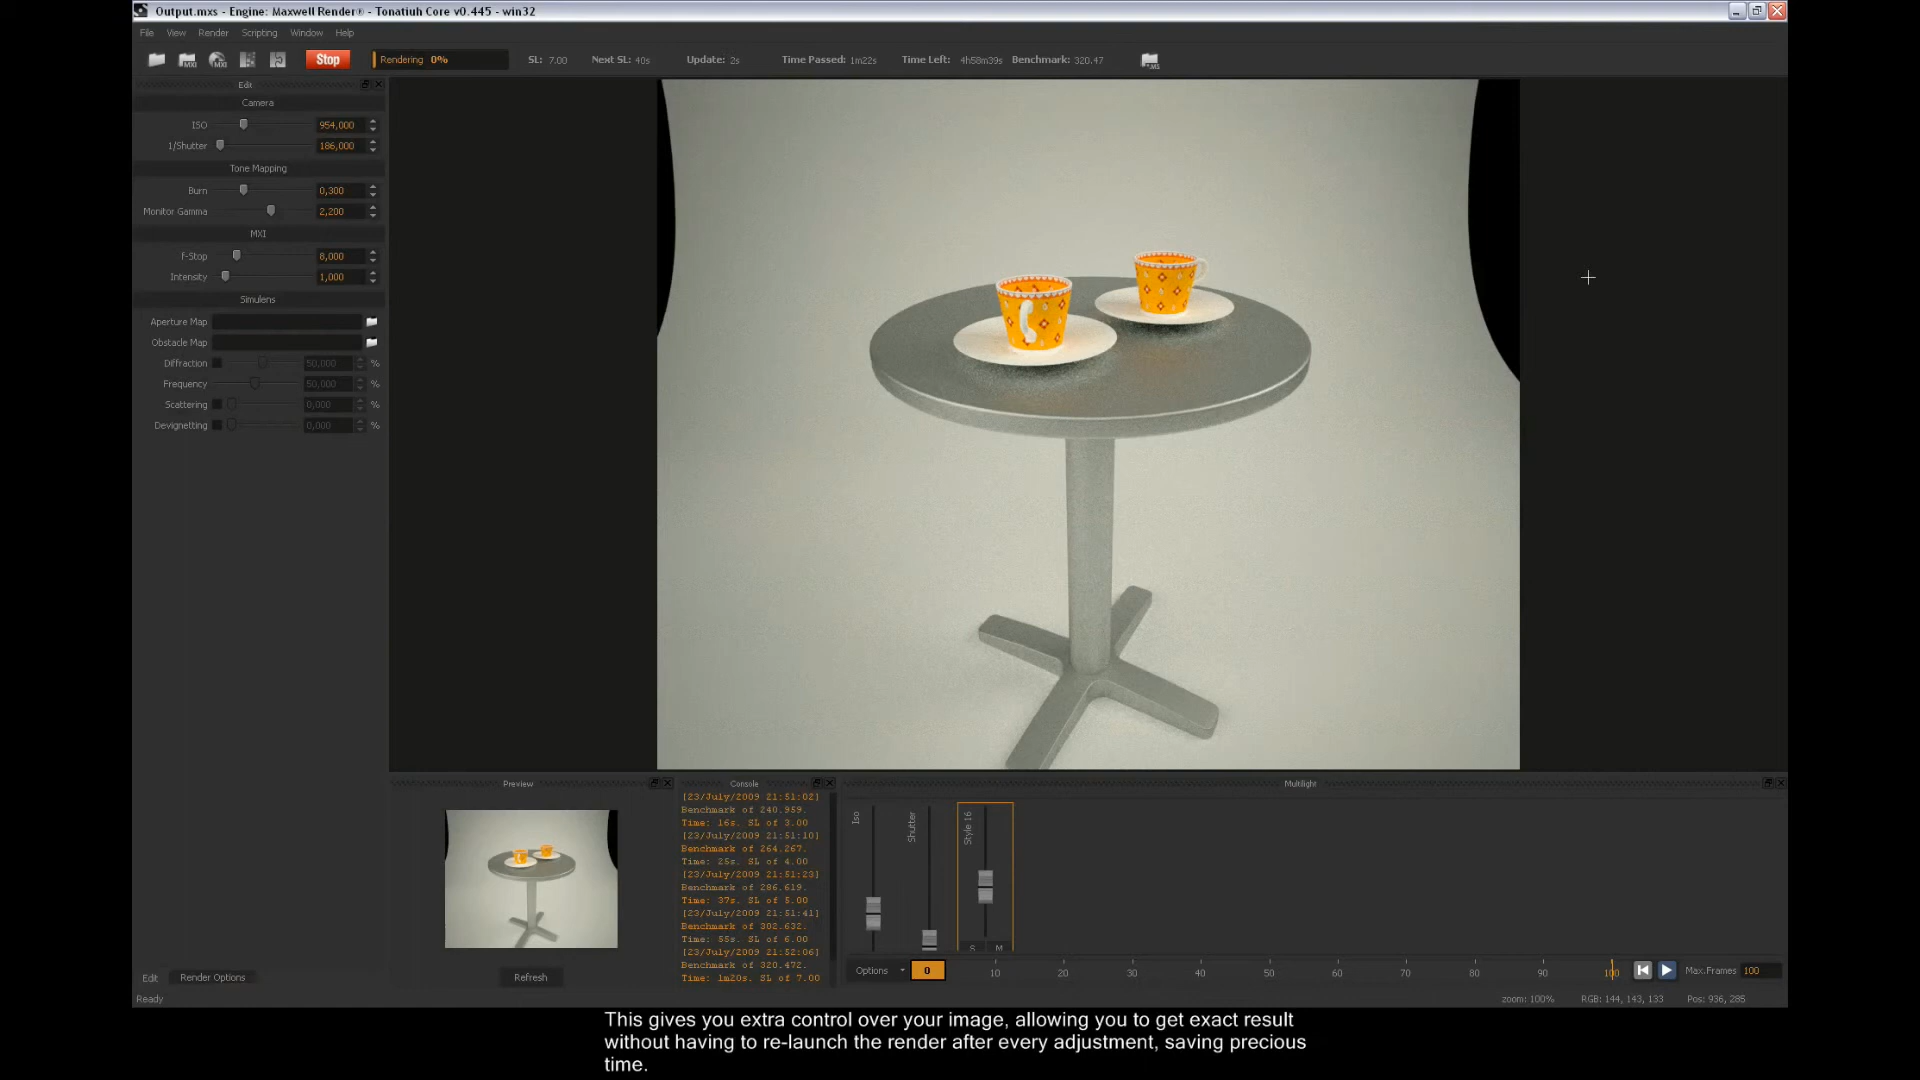 Output.mxs - Engine: Maxwell Render® - Tonatiuh Core v0.445 - win32
File View Render Scripting Window Help
Stop Rendering 0% SL: 7.00 Next SL: 40s Update: 2s Time Passed: 1m22s Time Left: 4h58m39s Benchmark: 320.47
Edit
Camera
ISO 954,000
1/Shutter 186,000
Tone Mapping
Burn 0,300
Monitor Gamma 2,200
MXI
f-Stop 8,000
Intensity 1,000
Simulens
Aperture Map
Obstacle Map
Diffraction 50,000 %
Frequency 50,000 %
Scattering 0,000 %
Devignetting 0,000 %
Preview
Refresh
Console
[23/July/2009 21:51:02]
Benchmark of 240.959.
Time: 16s. SL of 3.00
[23/July/2009 21:51:10]
Benchmark of 264.267.
Time: 25s. SL of 4.00
[23/July/2009 21:51:23]
Benchmark of 286.619.
Time: 37s. SL of 5.00
[23/July/2009 21:51:41]
Benchmark of 302.632.
Time: 55s. SL of 6.00
[23/July/2009 21:52:06]
Benchmark of 320.472.
Time: 1m20s. SL of 7.00
Multilight
Iso
Shutter
Style 16
S M
Options 0 10 20 30 40 50 60 70 80 90 100 Max.Frames 100
Edit Render Options
Ready
zoom: 100% RGB: 144, 143, 133 Pos: 936, 285
This gives you extra control over your image, allowing you to get exact result
without having to re-launch the render after every adjustment, saving precious
time.